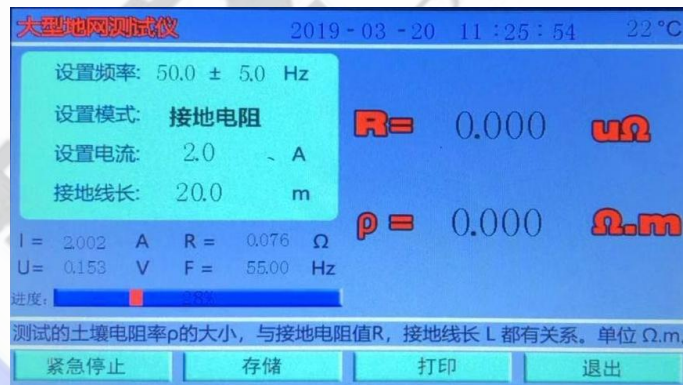 大型地网测试仪 2019-03-20 11:25:54 22℃
设置频率: 50.0 ± 5.0 Hz
设置模式: 接地电阻
设置电流: 2.0 ~ A
接地线长: 20.0 m
R= 0.000 uΩ
ρ= 0.000 Ω.m
I = 2.002 A R = 0.076 Ω
U= 0.153 V F = 55.00 Hz
进度: 28%
测试的土壤电阻率ρ的大小，与接地电阻值R，接地线长 L 都有关系。单位 Ω.m.
紧急停止 存储 打印 退出